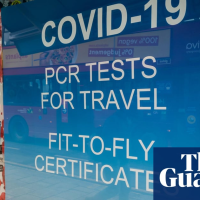 COVID-19
PCR TESTS
FOR TRAVEL
FIT-TO-FLY
CERTIFICATE
The
Gua